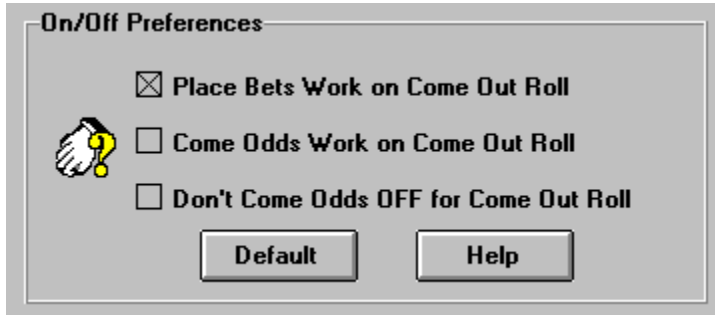 On/Off Preferences
Place Bets Work on Come Out Roll
Come Odds Work on Come Out Roll
Don't Come Odds OFF for Come Out Roll
Default Help